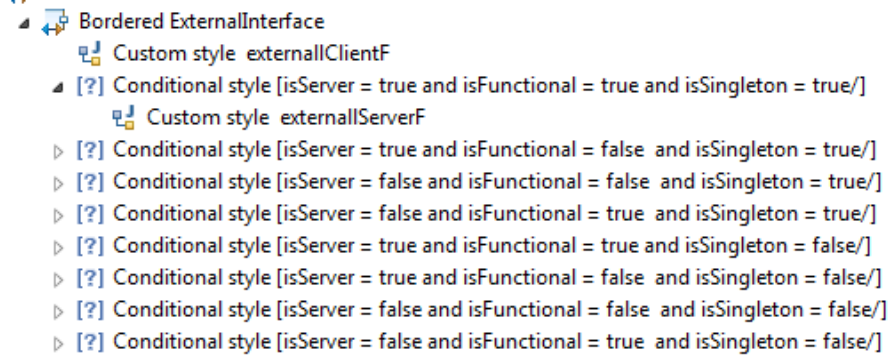 Bordered ExternalInterface
Custom style externallClientF
[?] Conditional style [isServer = true and isFunctional = true and isSingleton = true/]
Custom style externallServerF
[?] Conditional style [isServer = true and isFunctional = false and isSingleton = true/]
[?] Conditional style [isServer = false and isFunctional = false and isSingleton = true/]
[?] Conditional style [isServer = false and isFunctional = true and isSingleton = true/]
[?] Conditional style [isServer = true and isFunctional = true and isSingleton = false/]
[?] Conditional style [isServer = true and isFunctional = false and isSingleton = false/]
[?] Conditional style [isServer = false and isFunctional = false and isSingleton = false/]
[?] Conditional style [isServer = false and isFunctional = true and isSingleton = false/]